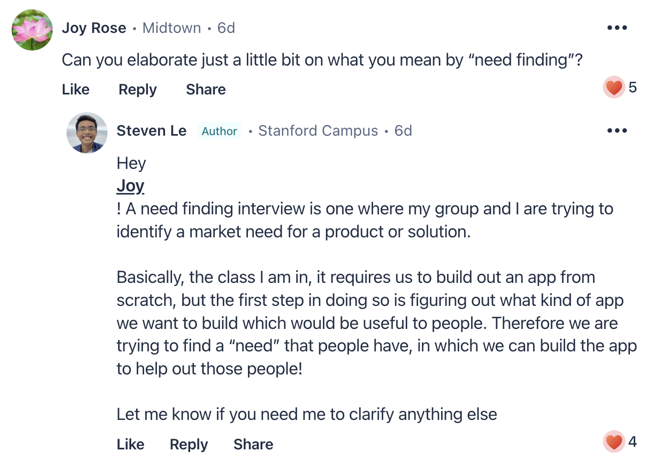 Joy Rose • Midtown • 6d
Can you elaborate just a little bit on what you mean by “need finding”?
Like Reply Share
5
Steven Le Author • Stanford Campus • 6d
Hey
Joy
! A need finding interview is one where my group and I are trying to
identify a market need for a product or solution.
Basically, the class I am in, it requires us to build out an app from
scratch, but the first step in doing so is figuring out what kind of app
we want to build which would be useful to people. Therefore we are
trying to find a “need” that people have, in which we can build the app
to help out those people!
Let me know if you need me to clarify anything else
Like Reply Share
4